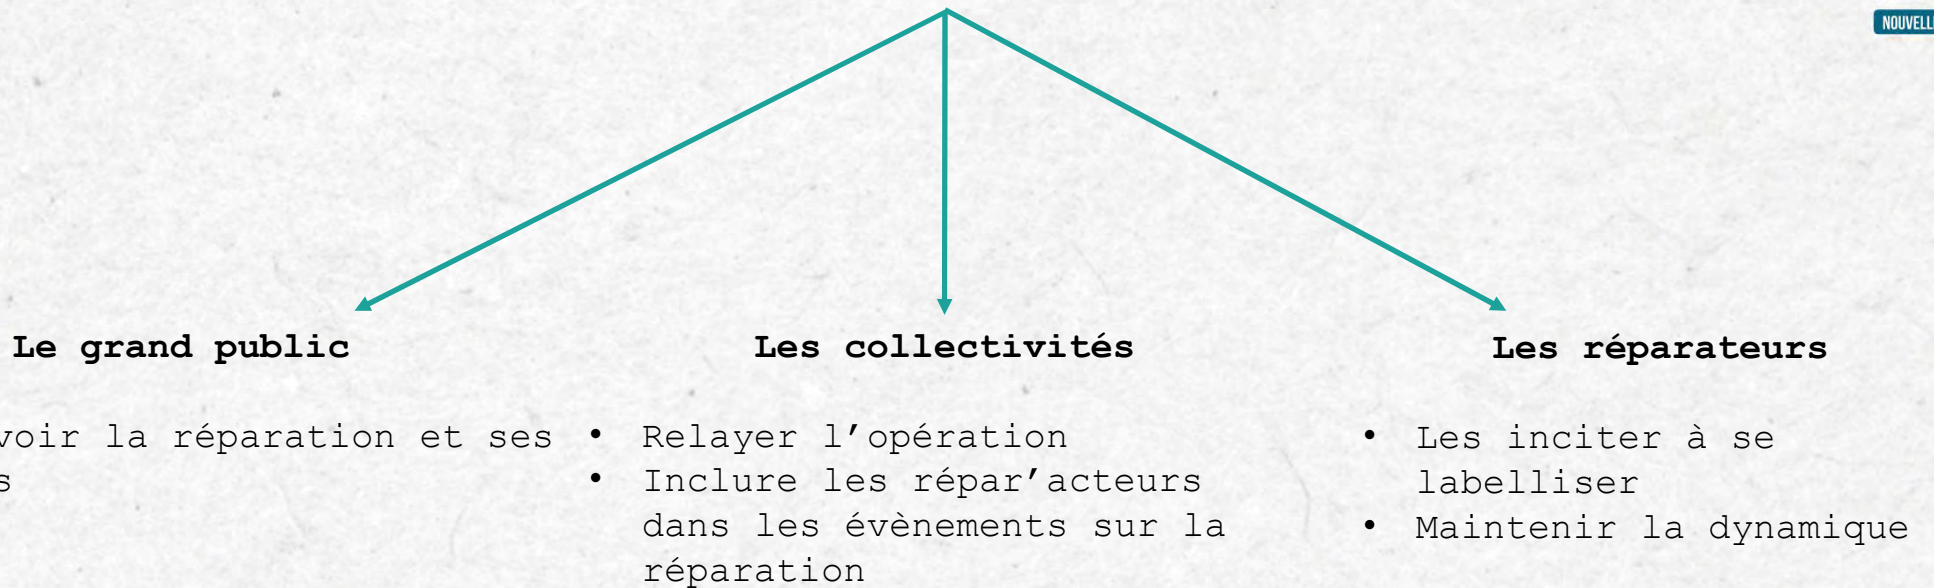 NOUVELL
Le grand public
Les collectivités
Les réparateurs
voir la réparation et ses
s
• Relayer l’opération
• Inclure les répar’acteurs
dans les évènements sur la
réparation
• Les inciter à se
labelliser
• Maintenir la dynamique